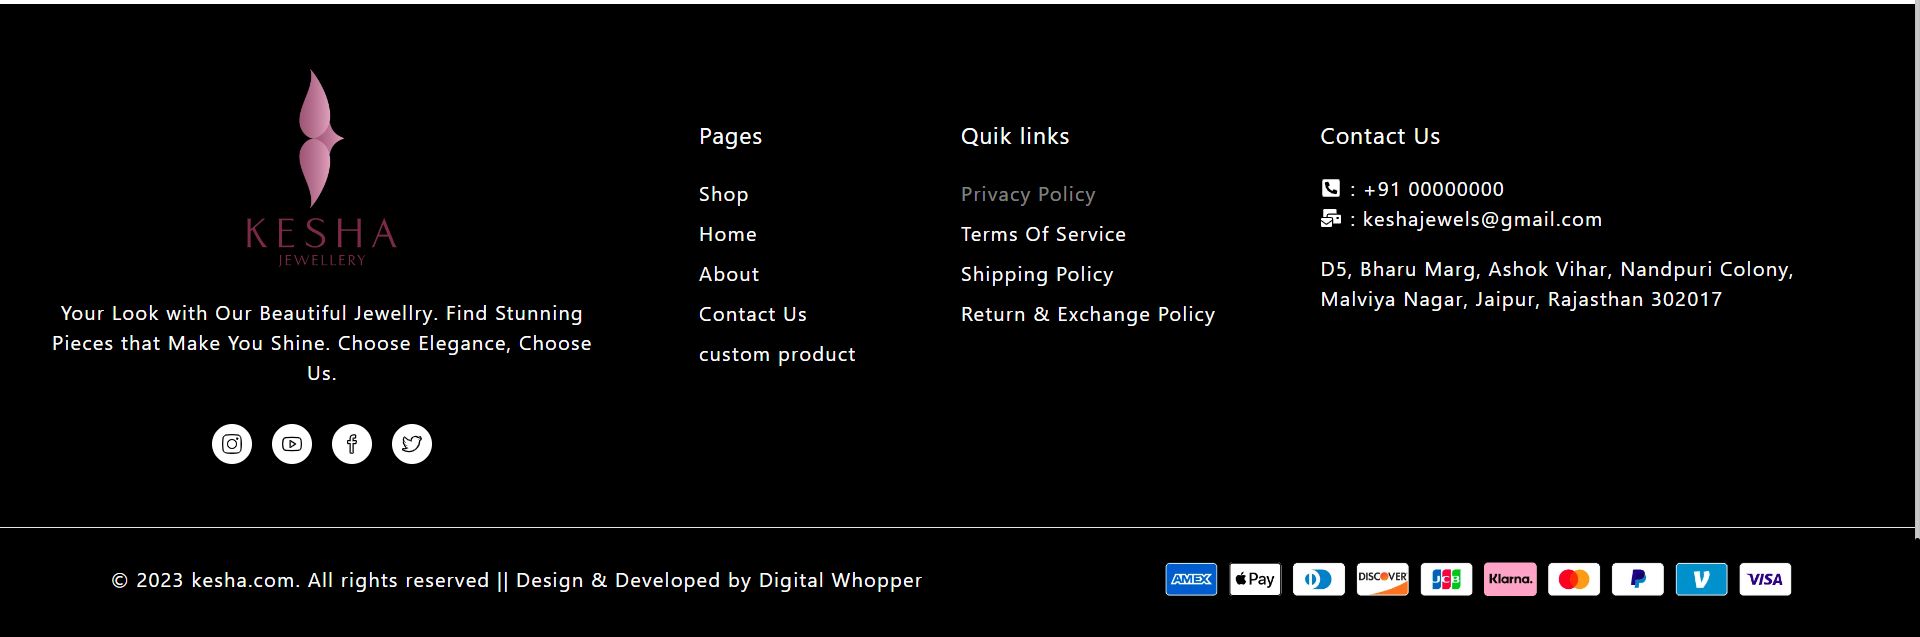 KESHA
JEWELLERY
Your Look with Our Beautiful Jewellry. Find Stunning
Pieces that Make You Shine. Choose Elegance, Choose
Us.
Pages
Shop
Home
About
Contact Us
custom product
Quik links
Privacy Policy
Terms Of Service
Shipping Policy
Return & Exchange Policy
Contact Us
: +91 00000000
: keshajewels@gmail.com
D5, Bharu Marg, Ashok Vihar, Nandpuri Colony,
Malviya Nagar, Jaipur, Rajasthan 302017
© 2023 kesha.com. All rights reserved || Design & Developed by Digital Whopper
AMEX Pay DISCOVER JCB Klarna. VISA